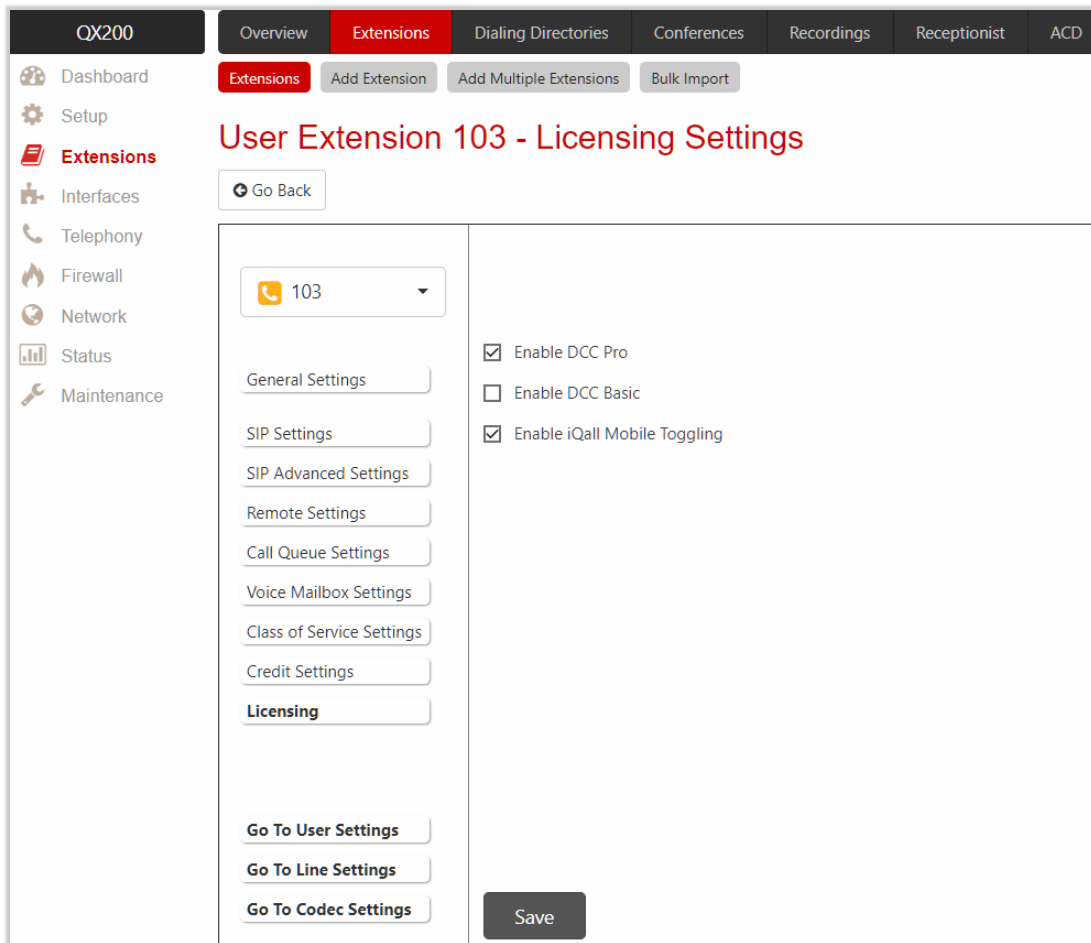 QX200
Overview Extensions Dialing Directories Conferences Recordings Receptionist ACD
Dashboard
Setup
Extensions
Interfaces
Telephony
Firewall
Network
Status
Maintenance
Extensions Add Extension Add Multiple Extensions Bulk Import
User Extension 103 - Licensing Settings
Go Back
103
General Settings
SIP Settings
SIP Advanced Settings
Remote Settings
Call Queue Settings
Voice Mailbox Settings
Class of Service Settings
Credit Settings
Licensing
Go To User Settings
Go To Line Settings
Go To Codec Settings
Enable DCC Pro
Enable DCC Basic
Enable iQall Mobile Toggling
Save